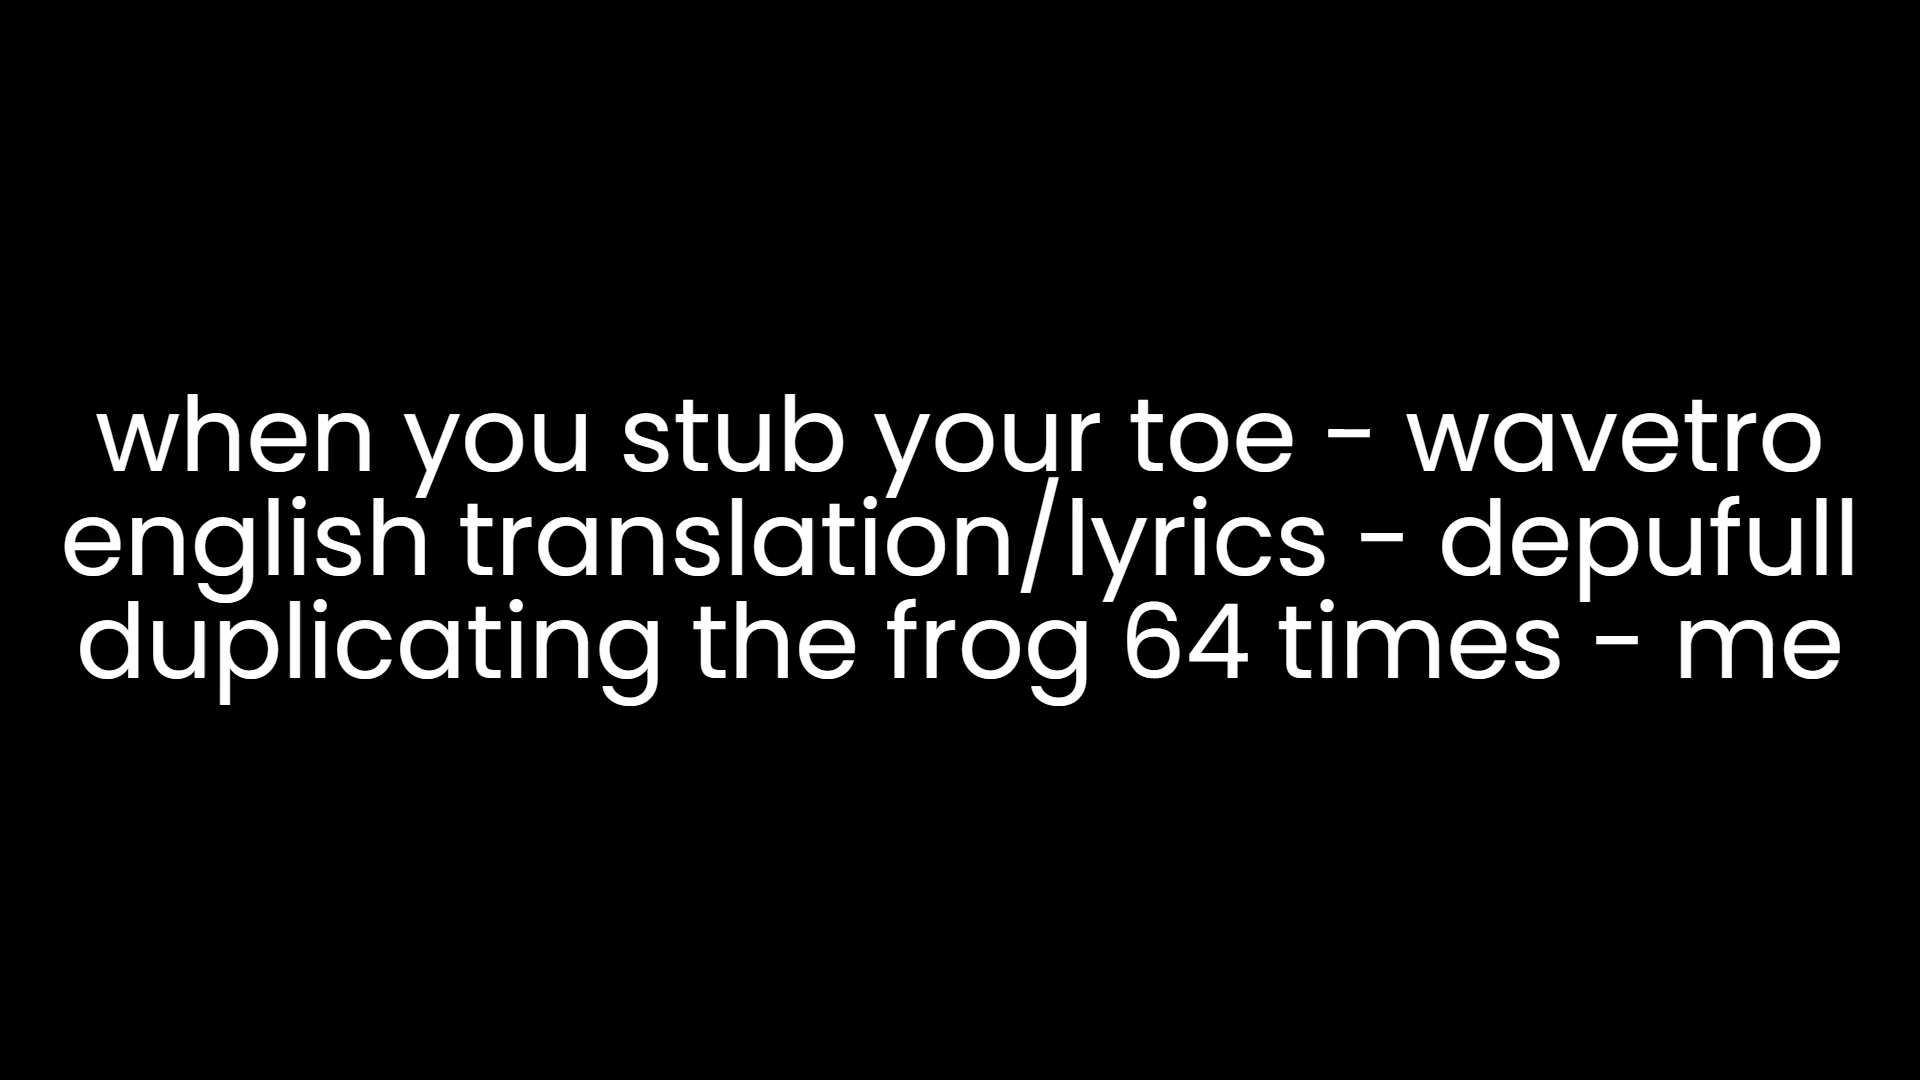 when you stub your toe - wavetro
english translation/lyrics - depufull
duplicating the frog 64 times - me